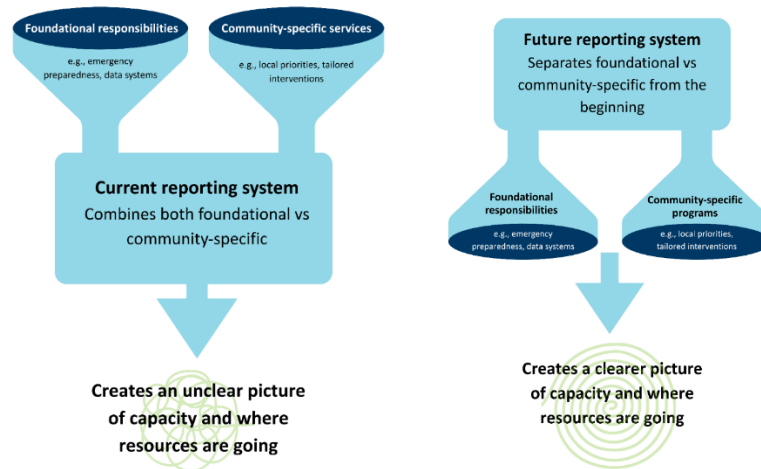 Foundational responsibilities
e.g., emergency
preparedness, data systems
Community-specific services
e.g., local priorities, tailored
interventions
Current reporting system
Combines both foundational vs
community-specific
Creates an unclear picture
of capacity and where
resources are going
Future reporting system
Separates foundational vs
community-specific from the
beginning
Foundational
responsibilities
e.g., emergency
preparedness, data systems
Community-specific
programs
e.g., local priorities,
tailored interventions
Creates a clearer picture
of capacity and where
resources are going